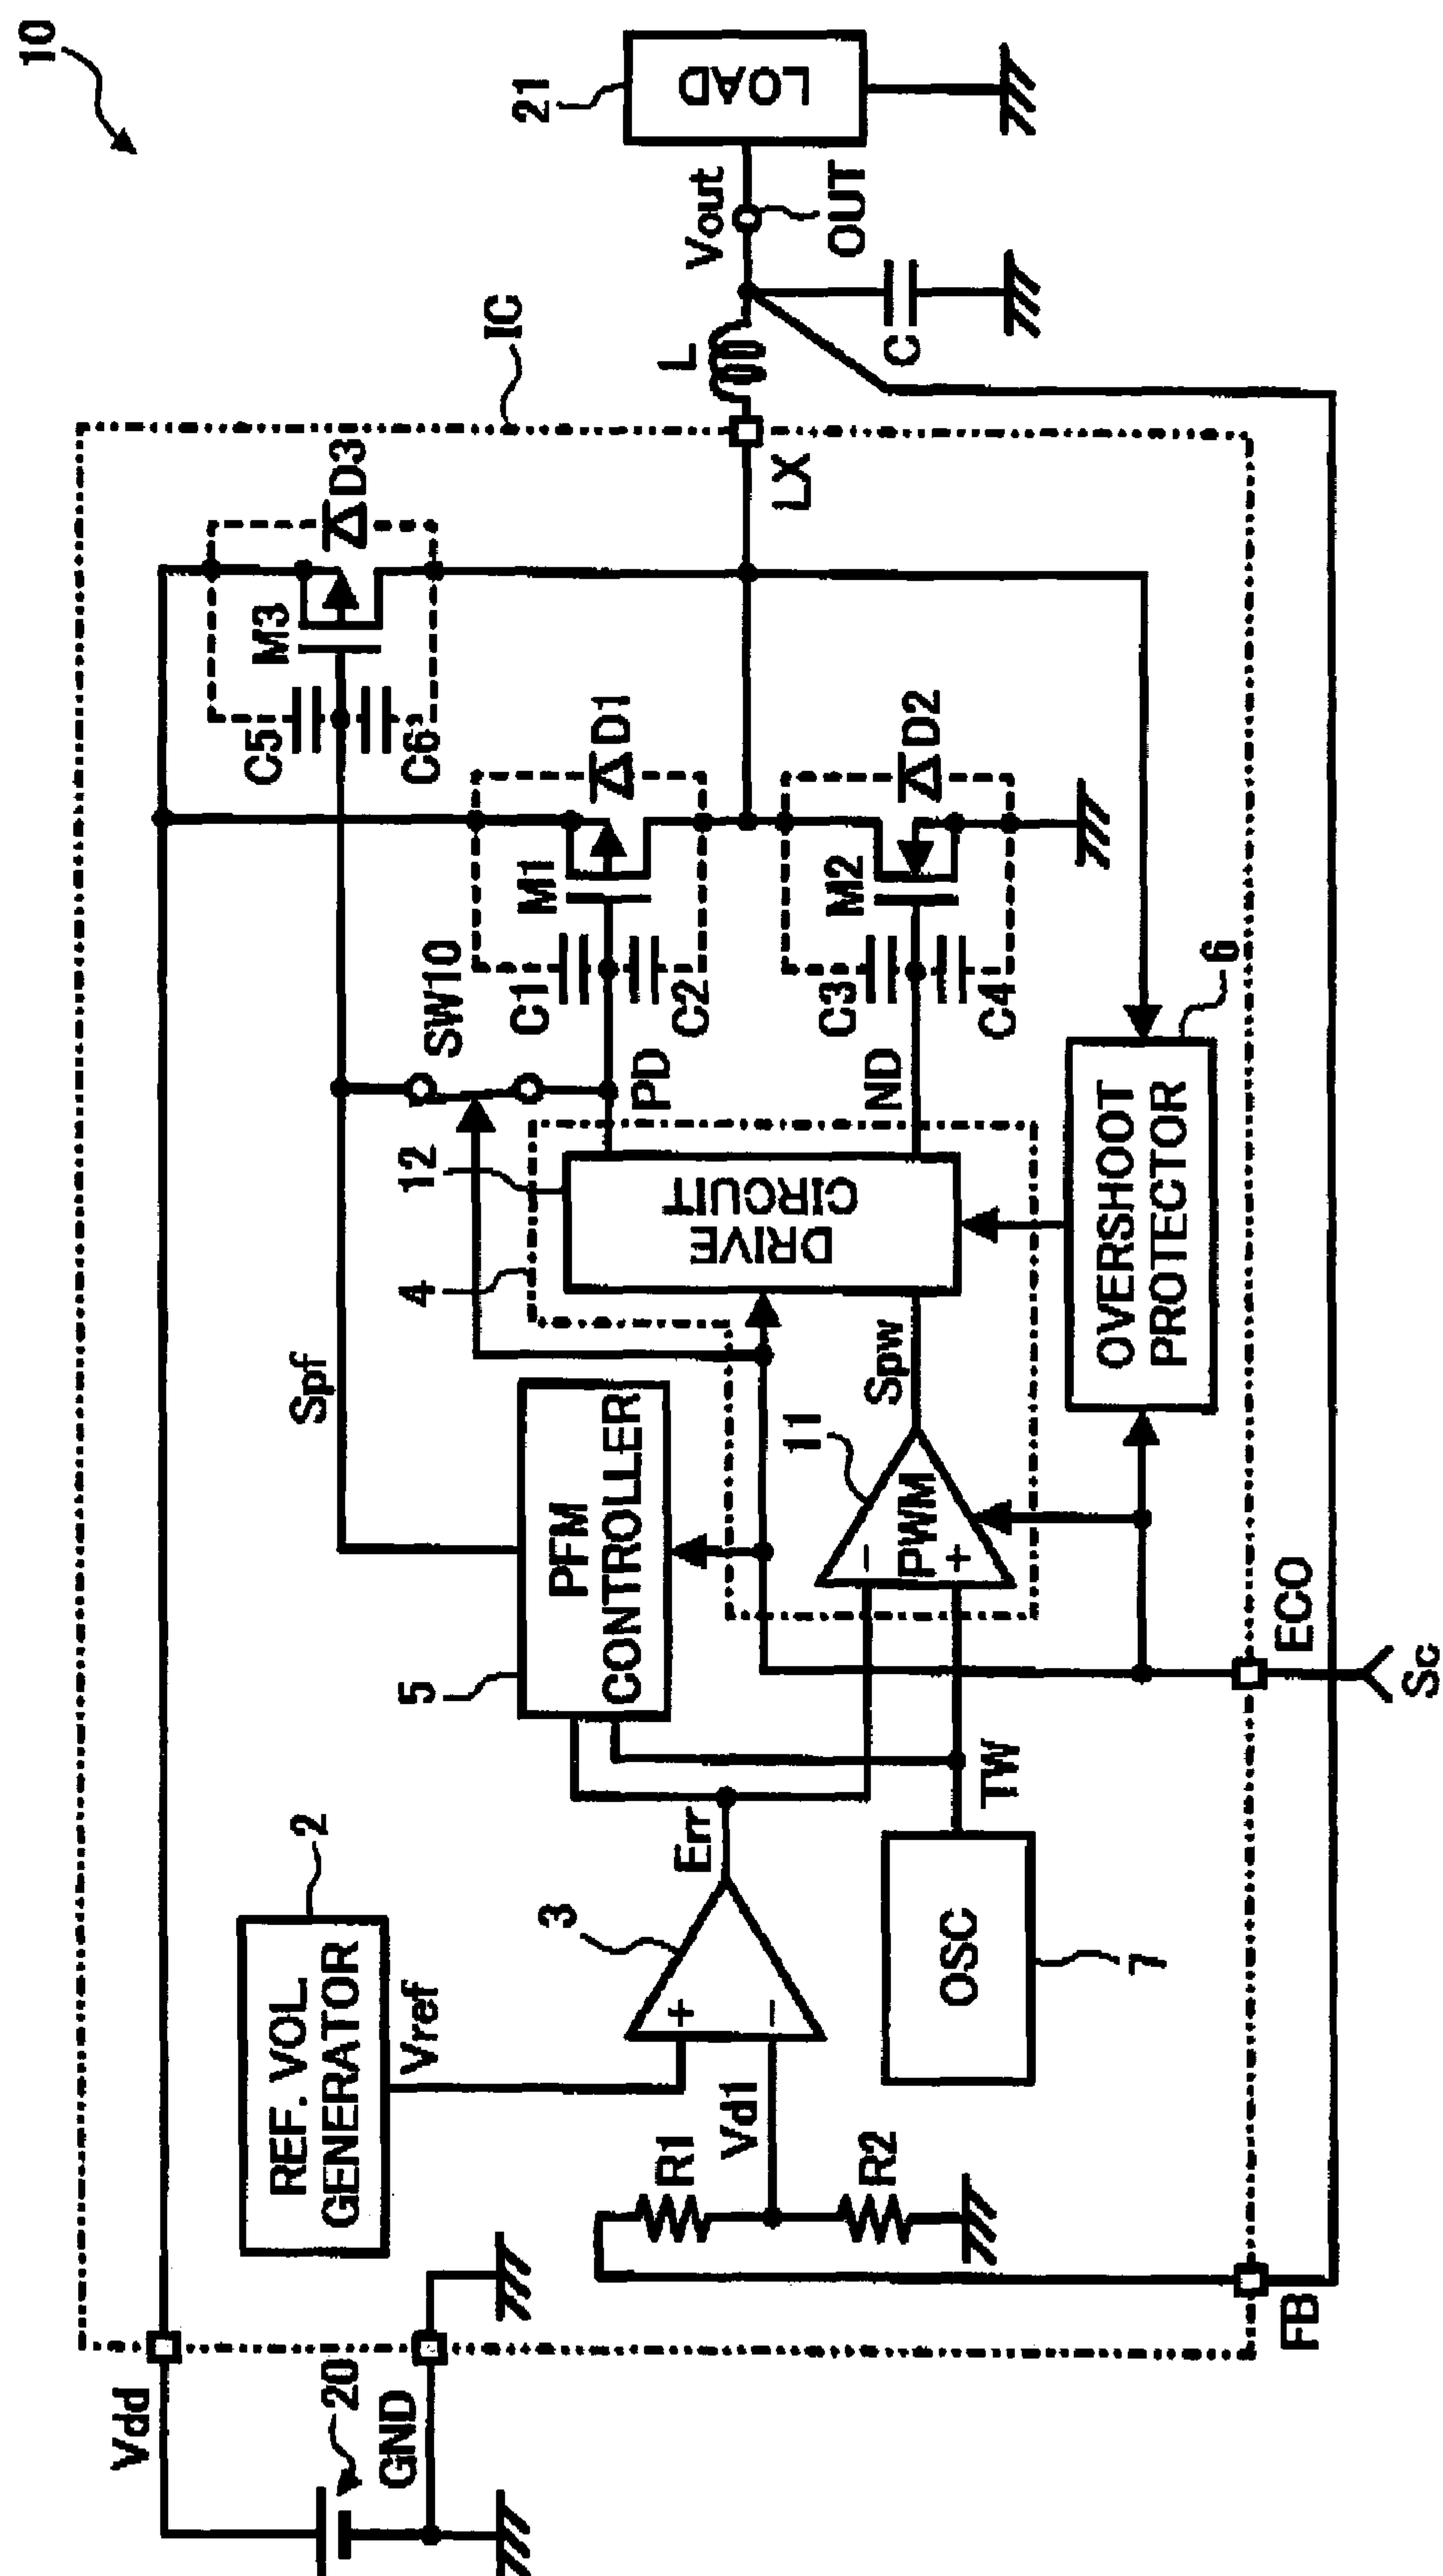 10
Vdd
20
GND
REF. VOL.
GENERATOR
2
Vref
3
+
−
Err
Vd1
R1
R2
FB
OSC
7
TW
5
PFM
CONTROLLER
Spf
4
12
DRIVE
CIRCUIT
11
PWM
−
+
Spw
ECO
Sc
OVERSHOOT
PROTECTOR
6
SW10
PD
ND
C1
C2
M1
D1
C3
C4
M2
D2
C5
C6
M3
D3
IC
LX
L
C
Vout
OUT
21
LOAD